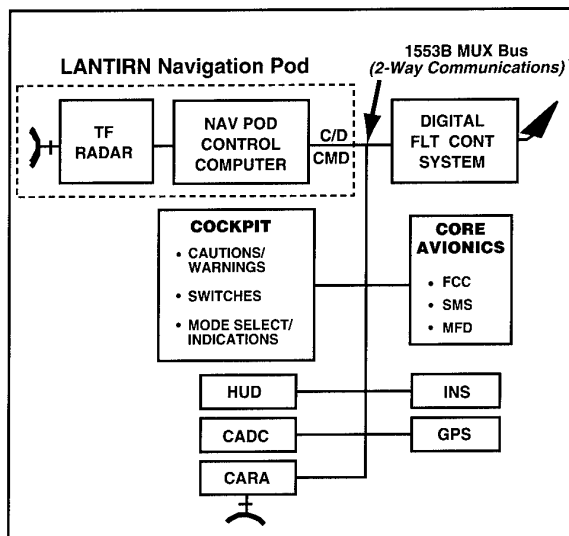 1553B MUX Bus
(2-Way Communications)
LANTIRN Navigation Pod
TF
RADAR
NAV POD
CONTROL
COMPUTER
C/D
CMD
DIGITAL
FLT CONT
SYSTEM
COCKPIT
• CAUTIONS/
WARNINGS
• SWITCHES
• MODE SELECT/
INDICATIONS
CORE
AVIONICS
• FCC
• SMS
• MFD
HUD
INS
CADC
GPS
CARA